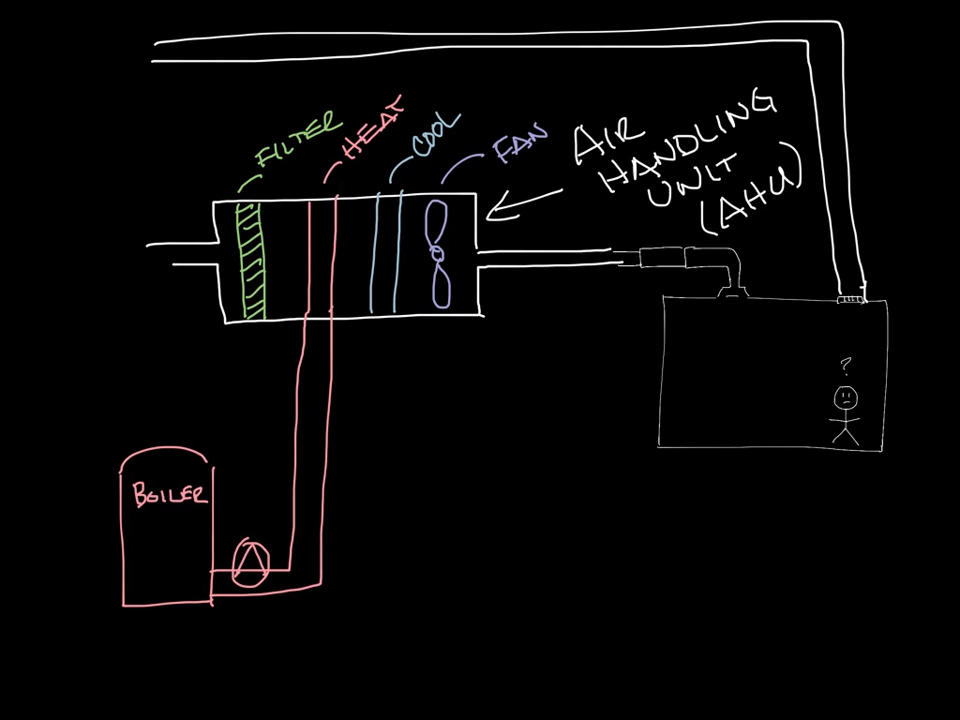 FILTER
HEAT
COOL
FAN
AIR
HANDLING
UNIT
(AHU)
?
BOILER